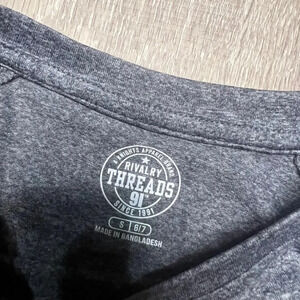 A KNIGHTS APPAREL BRAND
RIVALRY
THREADS
91
SINCE 1991
S 6/7
MADE IN BANGLADESH